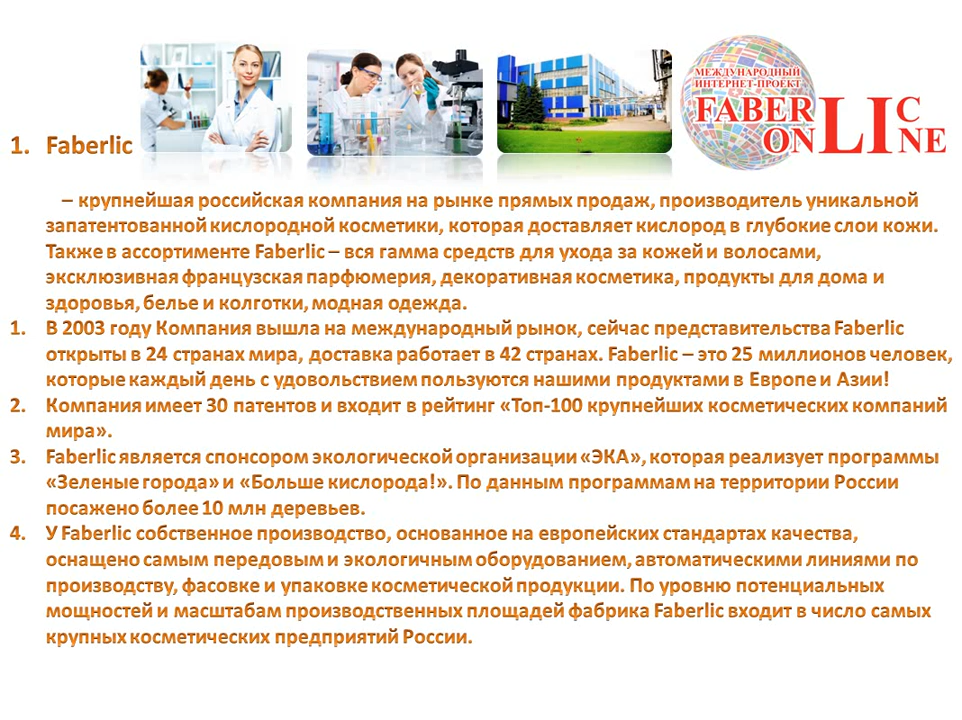 МЕЖДУНАРОДНЫЙ
ИНТЕРНЕТ-ПРОЕКТ
FABERLIC
ONLINE
1. Faberlic
– крупнейшая российская компания на рынке прямых продаж, производитель уникальной
запатентованной кислородной косметики, которая доставляет кислород в глубокие слои кожи.
Также в ассортименте Faberlic – вся гамма средств для ухода за кожей и волосами,
эксклюзивная французская парфюмерия, декоративная косметика, продукты для дома и
здоровья, белье и колготки, модная одежда.
1. В 2003 году Компания вышла на международный рынок, сейчас представительства Faberlic
открыты в 24 странах мира, доставка работает в 42 странах. Faberlic – это 25 миллионов человек,
которые каждый день с удовольствием пользуются нашими продуктами в Европе и Азии!
2. Компания имеет 30 патентов и входит в рейтинг «Топ-100 крупнейших косметических компаний
мира».
3. Faberlic является спонсором экологической организации «ЭКА», которая реализует программы
«Зеленые города» и «Больше кислорода!». По данным программам на территории России
посажено более 10 млн деревьев.
4. У Faberlic собственное производство, основанное на европейских стандартах качества,
оснащено самым передовым и экологичным оборудованием, автоматическими линиями по
производству, фасовке и упаковке косметической продукции. По уровню потенциальных
мощностей и масштабам производственных площадей фабрика Faberlic входит в число самых
крупных косметических предприятий России.